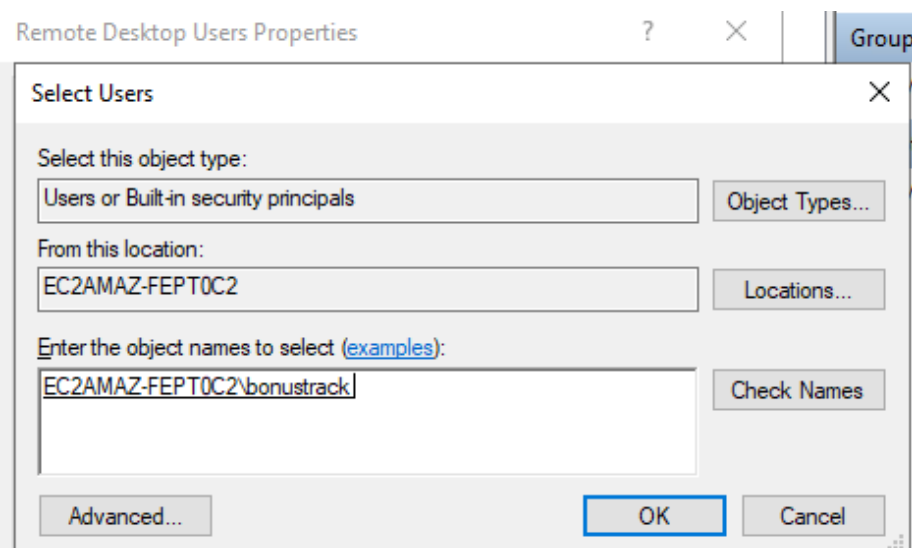 Remote Desktop Users Properties ? ×
Group
Select Users ×
Select this object type:
Users or Built-in security principals
Object Types...
From this location:
EC2AMAZ-FEPT0C2
Locations...
Enter the object names to select (examples):
EC2AMAZ-FEPT0C2\bonustrack
Check Names
Advanced...
OK
Cancel